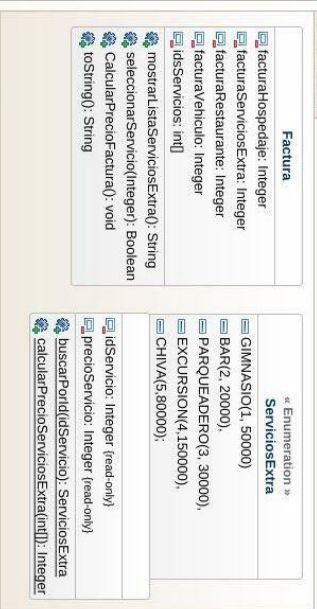 Factura
facturaHospedaje: Integer
facturaServiciosExtra: Integer
facturaRestaurante: Integer
facturaVehiculo: Integer
idsServicios: int[]
mostrarListaServiciosExtra(): String
seleccionarServicio(Integer): Boolean
CalcularPrecioFactura(): void
toString(): String
« Enumeration »
ServiciosExtra
GIMNASIO(1, 50000)
BAR(2, 20000),
PARQUEADERO(3, 30000),
EXCURSION(4,150000),
CHIVA(5,80000);
idServicio: Integer {read-only}
precioServicio: Integer {read-only}
buscarPorId(idServicio): ServiciosExtra
calcularPrecioServiciosExtra(int[]): Integer